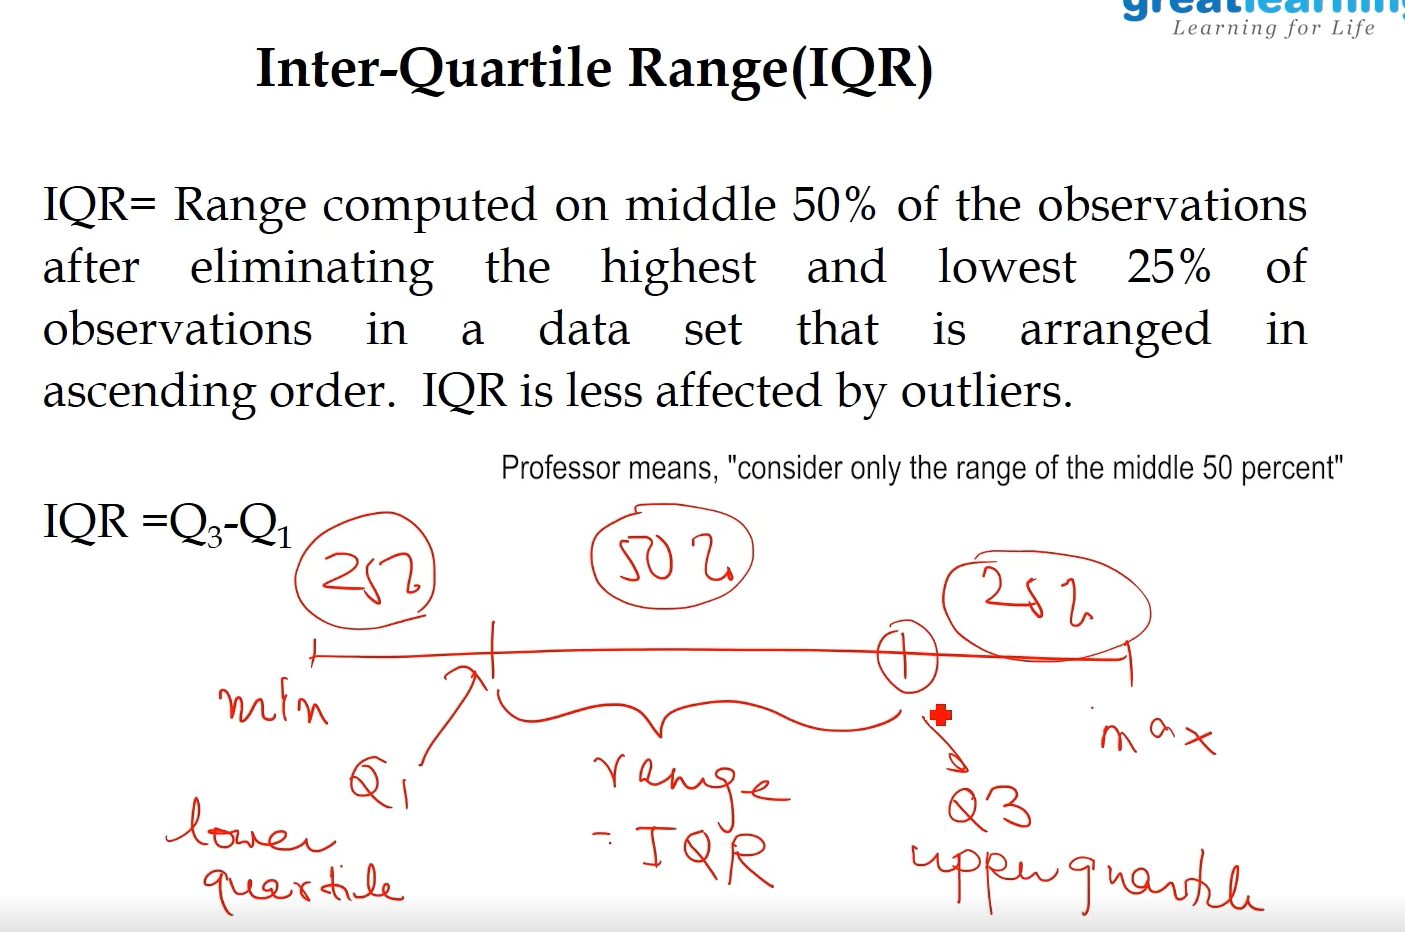 greatlearning
Learning for Life
Inter-Quartile Range(IQR)
IQR= Range computed on middle 50% of the observations
after eliminating the highest and lowest 25% of
observations in a data set that is arranged in
ascending order. IQR is less affected by outliers.
Professor means, "consider only the range of the middle 50 percent"
IQR =Q3-Q1
25% 50% 25%
min max
Q1 range Q3
lower = IQR upper quartile
quartile